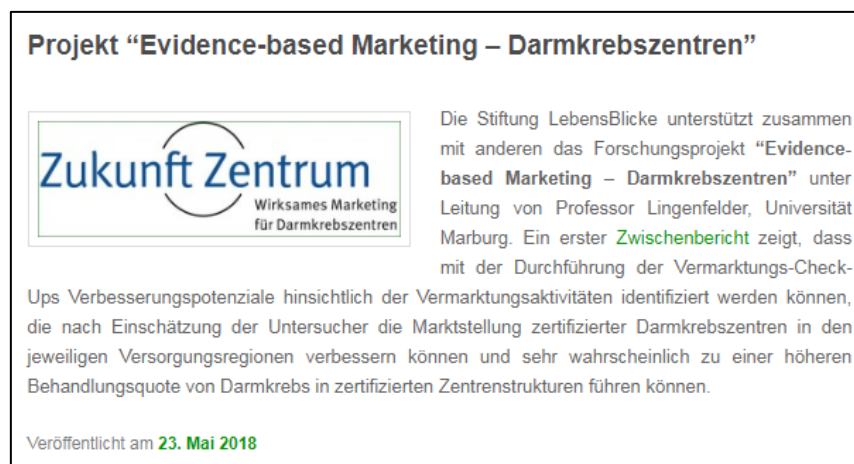 Projekt “Evidence-based Marketing – Darmkrebszentren”
Zukunft Zentrum
Wirksames Marketing
für Darmkrebszentren
Die Stiftung LebensBlicke unterstützt zusammen
mit anderen das Forschungsprojekt “Evidence-
based Marketing – Darmkrebszentren” unter
Leitung von Professor Lingenfelder, Universität
Marburg. Ein erster Zwischenbericht zeigt, dass
mit der Durchführung der Vermarktungs-Check-
Ups Verbesserungspotenziale hinsichtlich der Vermarktungsaktivitäten identifiziert werden können,
die nach Einschätzung der Untersucher die Marktstellung zertifizierter Darmkrebszentren in den
jeweiligen Versorgungsregionen verbessern können und sehr wahrscheinlich zu einer höheren
Behandlungsquote von Darmkrebs in zertifizierten Zentrenstrukturen führen können.
Veröffentlicht am 23. Mai 2018